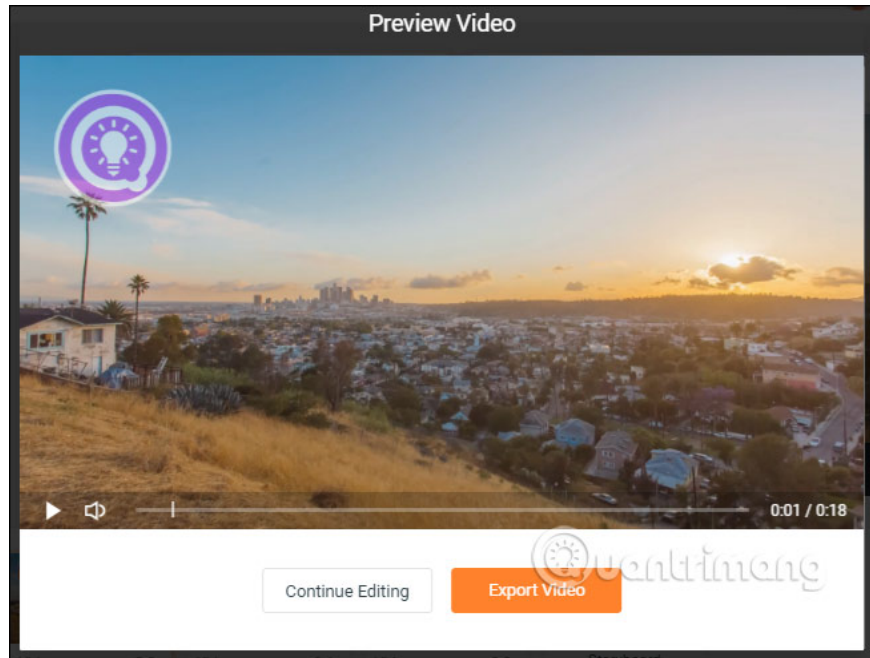 Preview Video
0:01 / 0:18
Quantrimang
Continue Editing
Export Video